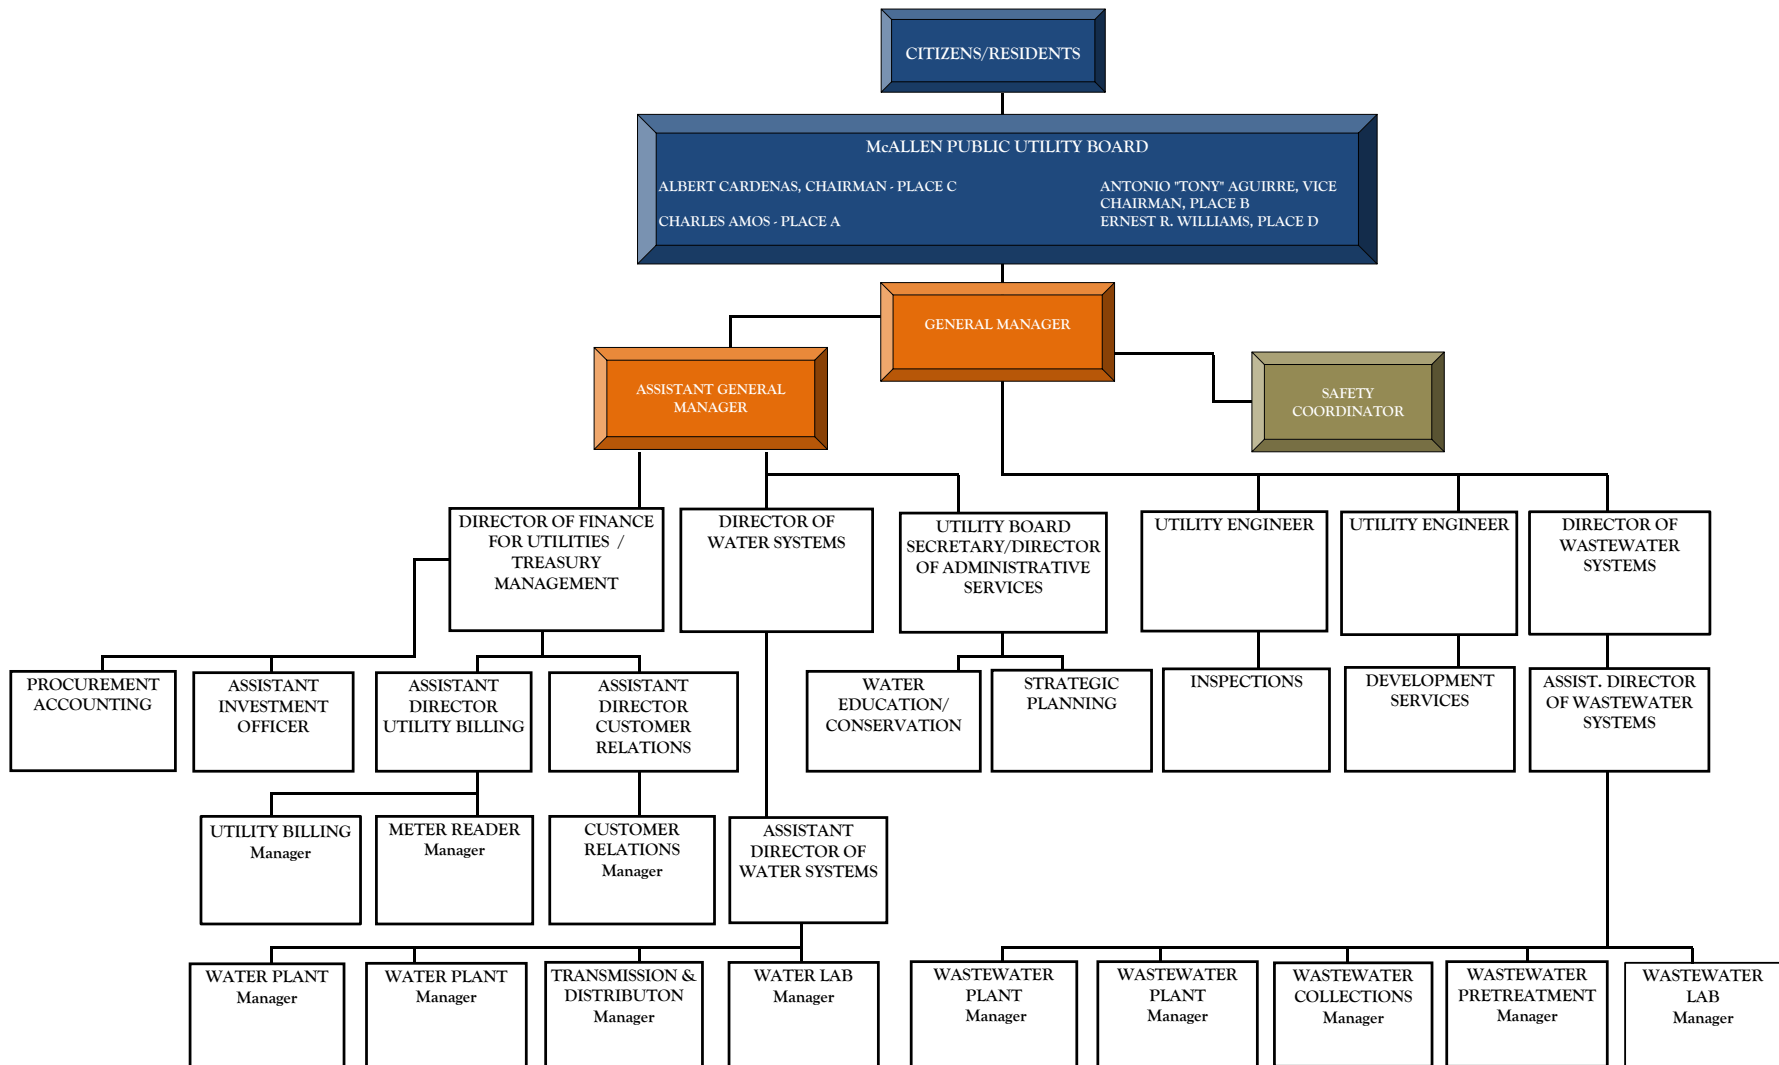 CITIZENS/RESIDENTS
McALLEN PUBLIC UTILITY BOARD
ALBERT CARDENAS, CHAIRMAN - PLACE C
ANTONIO "TONY" AGUIRRE, VICE
CHAIRMAN, PLACE B
CHARLES AMOS - PLACE A
ERNEST R. WILLIAMS, PLACE D
GENERAL MANAGER
ASSISTANT GENERAL
MANAGER
SAFETY
COORDINATOR
DIRECTOR OF FINANCE
FOR UTILITIES /
TREASURY
MANAGEMENT
DIRECTOR OF
WATER SYSTEMS
UTILITY BOARD
SECRETARY/DIRECTOR
OF ADMINISTRATIVE
SERVICES
UTILITY ENGINEER
UTILITY ENGINEER
DIRECTOR OF
WASTEWATER
SYSTEMS
PROCUREMENT
ACCOUNTING
ASSISTANT
INVESTMENT
OFFICER
ASSISTANT
DIRECTOR
UTILITY BILLING
ASSISTANT
DIRECTOR
CUSTOMER
RELATIONS
WATER
EDUCATION/
CONSERVATION
STRATEGIC
PLANNING
INSPECTIONS
DEVELOPMENT
SERVICES
ASSIST. DIRECTOR
OF WASTEWATER
SYSTEMS
UTILITY BILLING
Manager
METER READER
Manager
CUSTOMER
RELATIONS
Manager
ASSISTANT
DIRECTOR OF
WATER SYSTEMS
WATER PLANT
Manager
WATER PLANT
Manager
TRANSMISSION &
DISTRIBUTON
Manager
WATER LAB
Manager
WASTEWATER
PLANT
Manager
WASTEWATER
PLANT
Manager
WASTEWATER
COLLECTIONS
Manager
WASTEWATER
PRETREATMENT
Manager
WASTEWATER
LAB
Manager